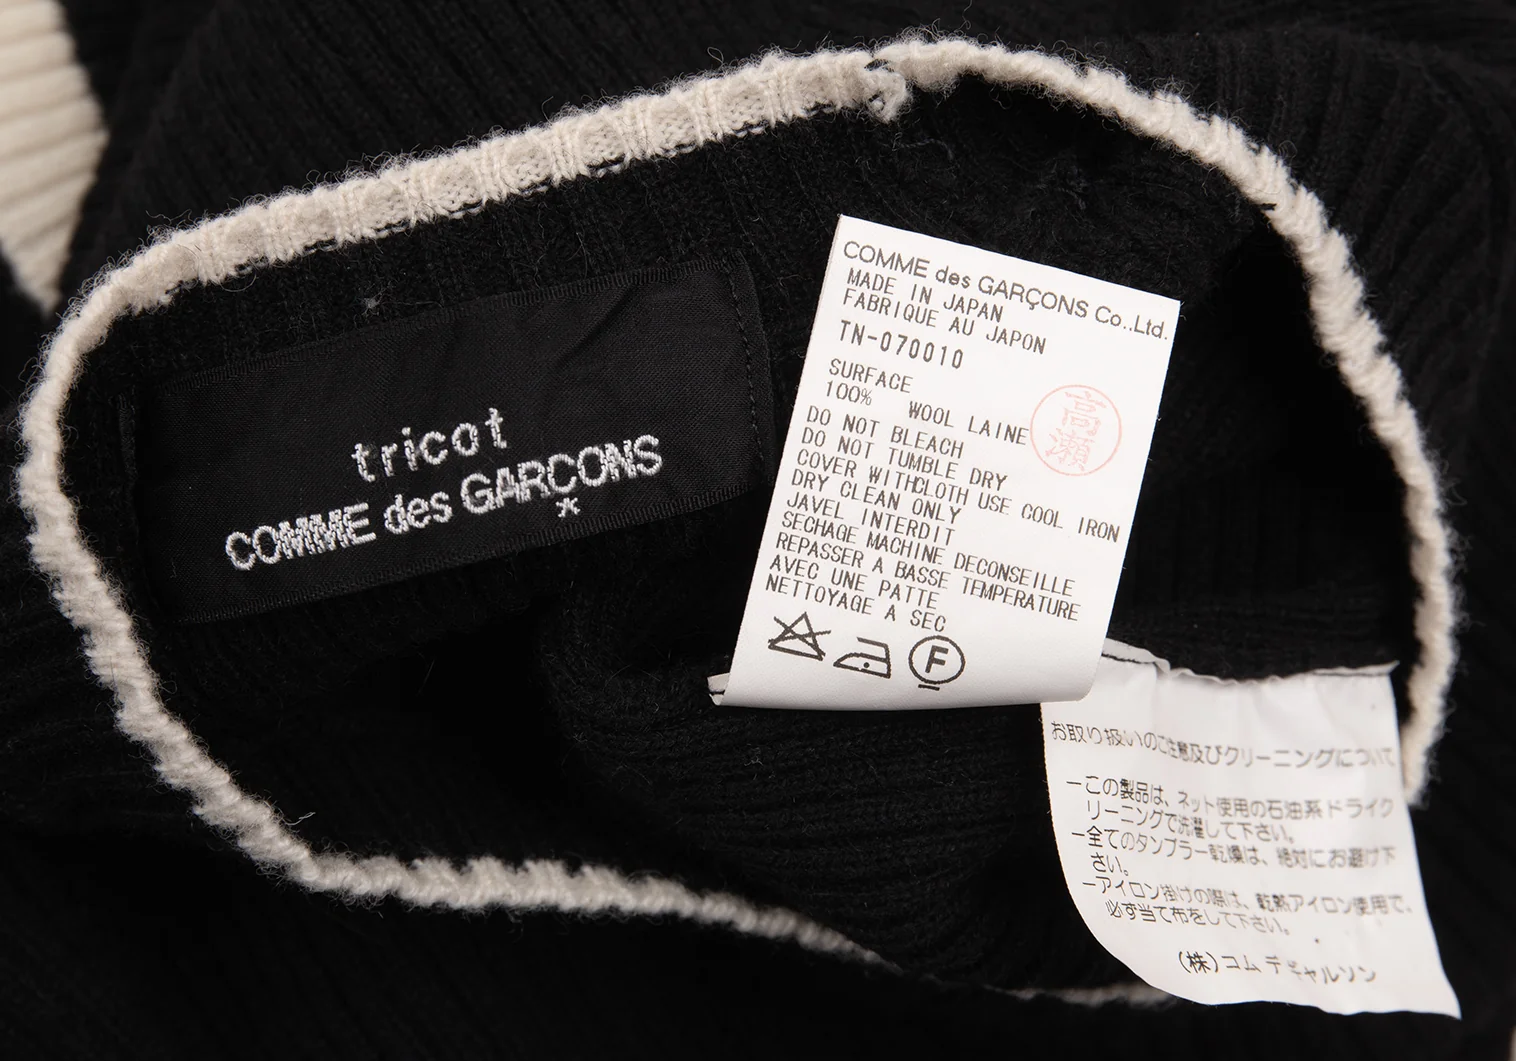 tricot
COMME des GARCONS
*
COMME des GARÇONS Co.,Ltd.
MADE IN JAPAN
FABRIQUE AU JAPON
TN-070010
SURFACE
100% WOOL LAINE
高瀬
DO NOT BLEACH
DO NOT TUMBLE DRY
COVER WITHCLOTH USE COOL IRON
DRY CLEAN ONLY
JAVEL INTERDIT
SECHAGE MACHINE DECONSEILLE
REPASSER A BASSE TEMPERATURE
AVEC UNE PATTE
NETTOYAGE A SEC
F
お取り扱いのご注意及びクリーニングについて
ーこの製品は、ネット使用の石油系ドライク
リーニングで洗濯して下さい。
ー全てのタンブラー乾燥は、絶対にお避け下
さい。
ーアイロン掛けの際は、乾熱アイロン使用で、
必ず当て布をして下さい。
(株)コム デ ギャルソン